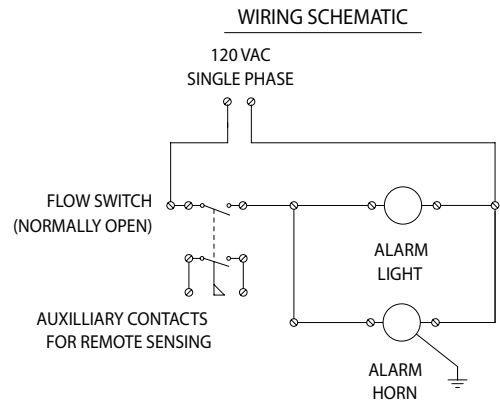 WIRING SCHEMATIC
120 VAC
SINGLE PHASE
FLOW SWITCH
(NORMALLY OPEN)
ALARM
LIGHT
AUXILLIARY CONTACTS
FOR REMOTE SENSING
ALARM
HORN